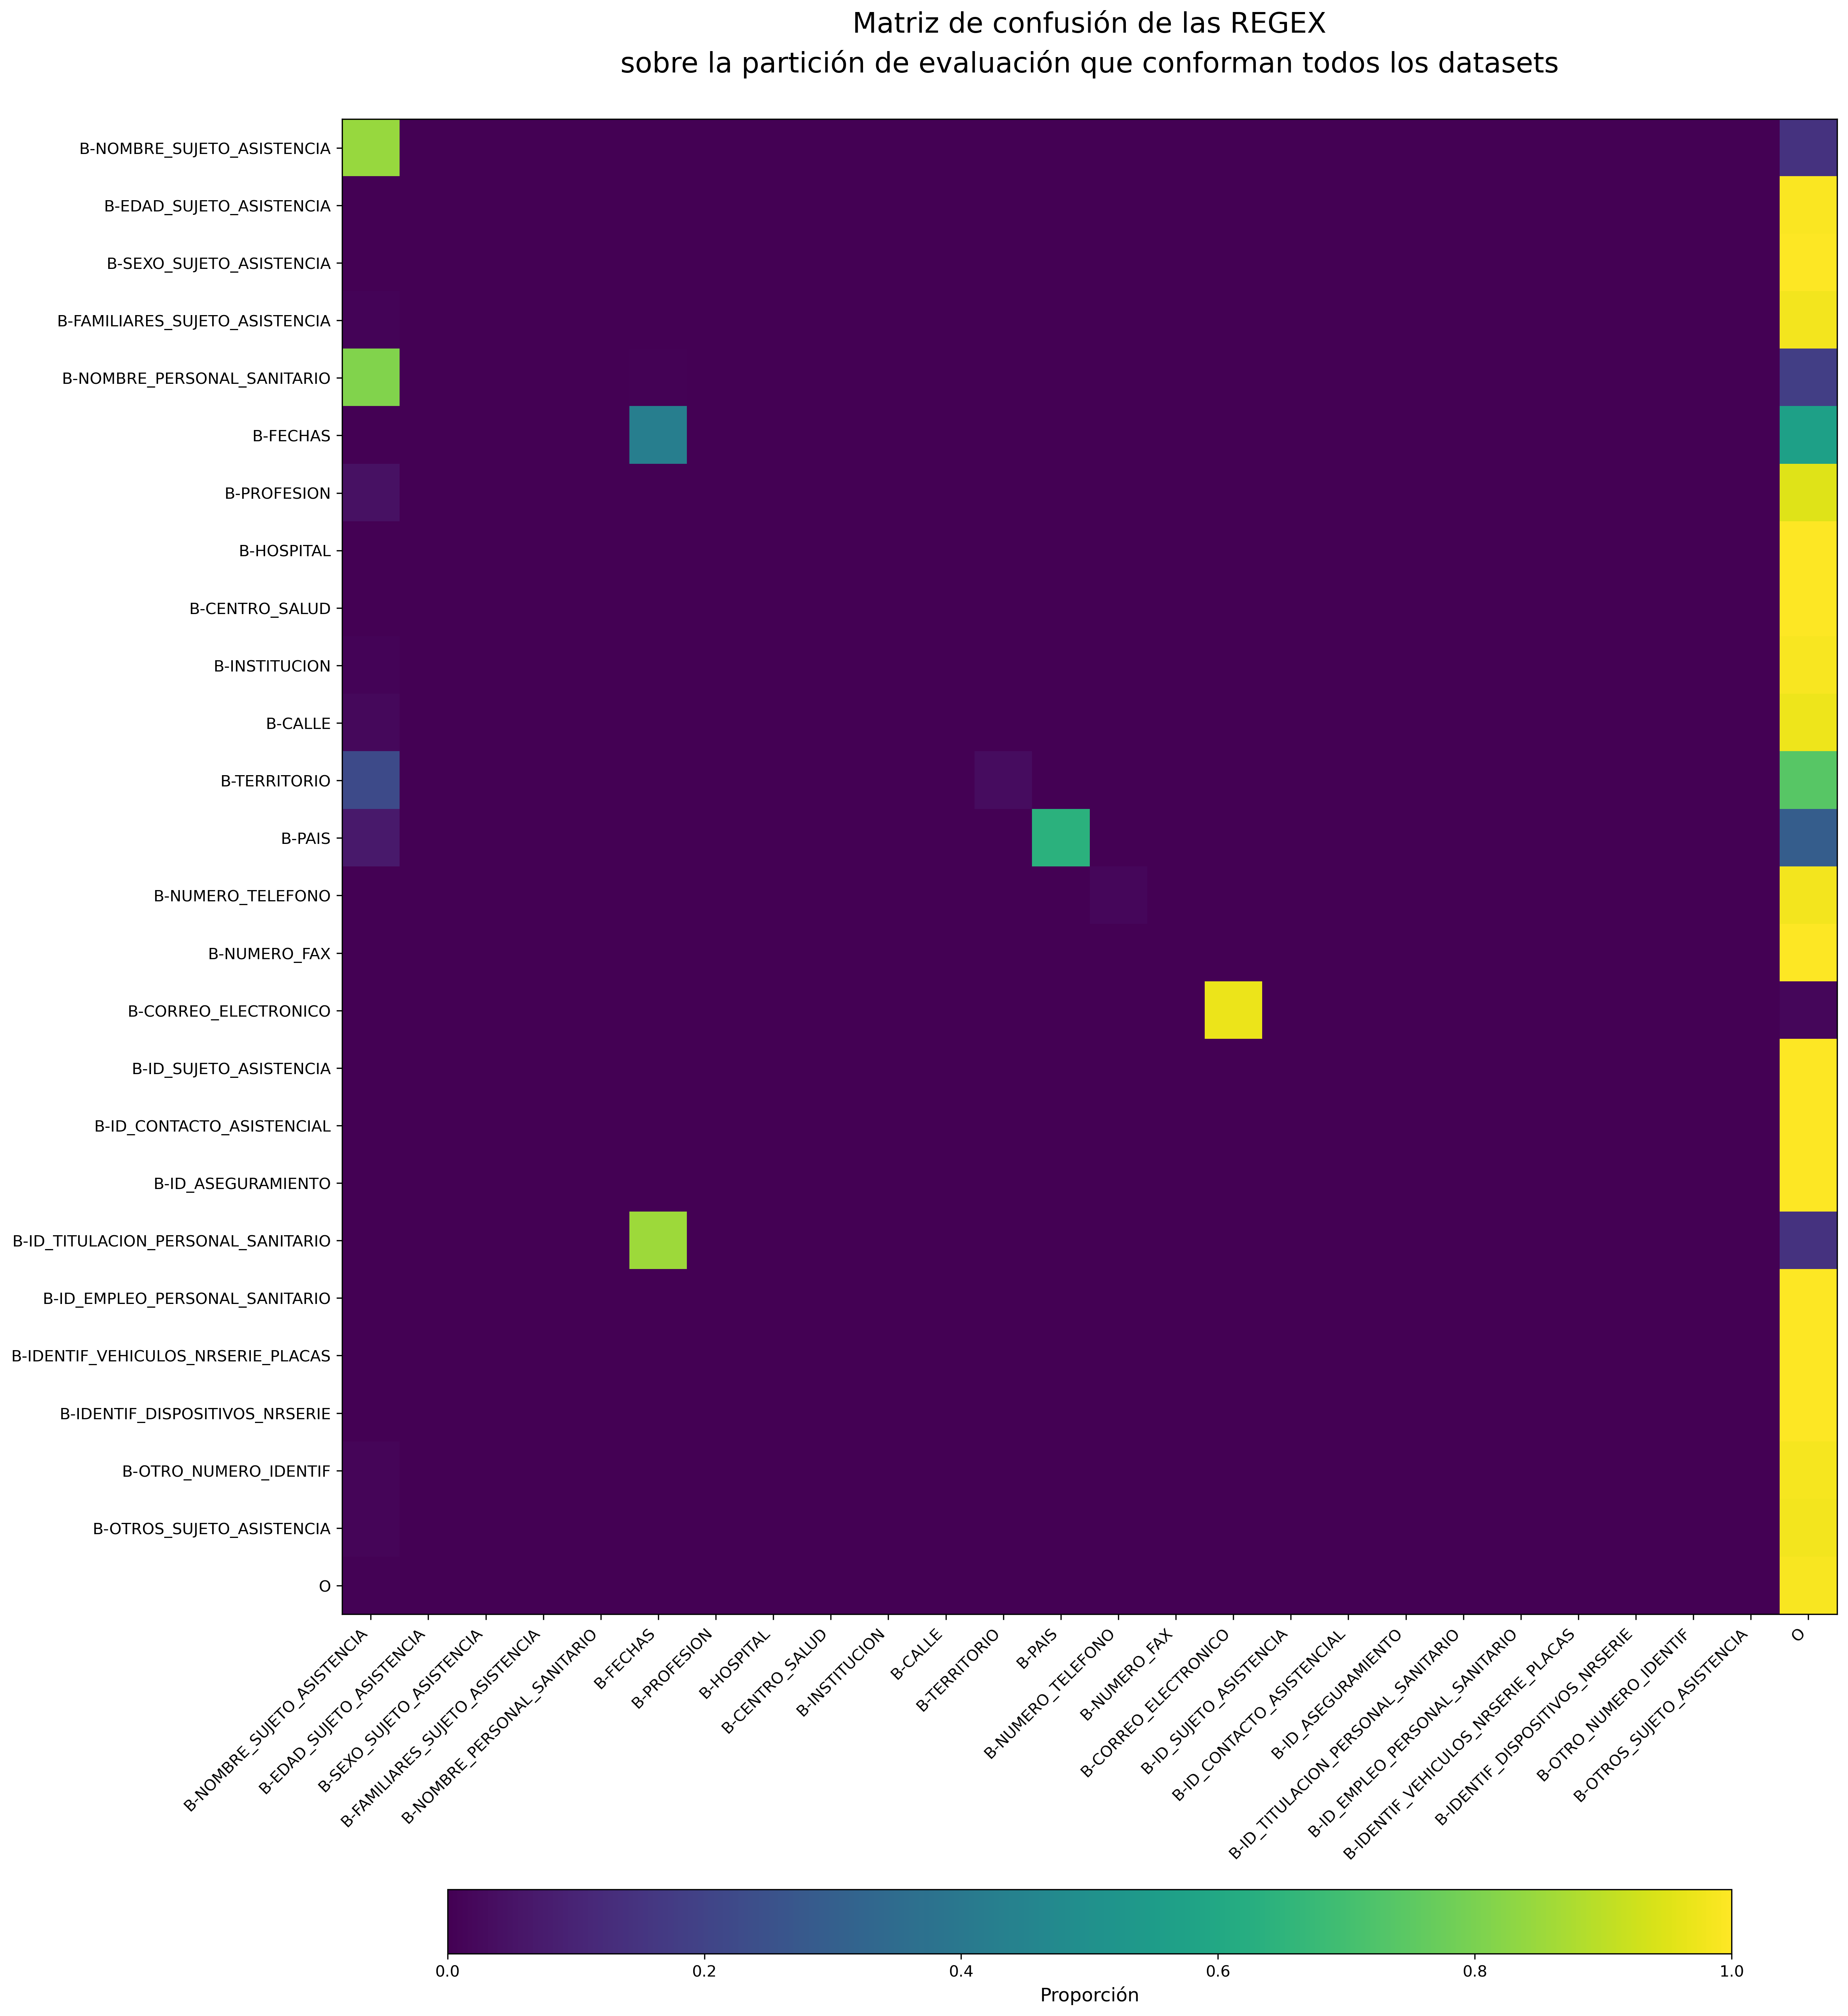 Matriz de confusión de las REGEX
sobre la partición de evaluación que conforman todos los datasets
B-NOMBRE_SUJETO_ASISTENCIA
B-EDAD_SUJETO_ASISTENCIA
B-SEXO_SUJETO_ASISTENCIA
B-FAMILIARES_SUJETO_ASISTENCIA
B-NOMBRE_PERSONAL_SANITARIO
B-FECHAS
B-PROFESION
B-HOSPITAL
B-CENTRO_SALUD
B-INSTITUCION
B-CALLE
B-TERRITORIO
B-PAIS
B-NUMERO_TELEFONO
B-NUMERO_FAX
B-CORREO_ELECTRONICO
B-ID_SUJETO_ASISTENCIA
B-ID_CONTACTO_ASISTENCIAL
B-ID_ASEGURAMIENTO
B-ID_TITULACION_PERSONAL_SANITARIO
B-ID_EMPLEO_PERSONAL_SANITARIO
B-IDENTIF_VEHICULOS_NRSERIE_PLACAS
B-IDENTIF_DISPOSITIVOS_NRSERIE
B-OTRO_NUMERO_IDENTIF
B-OTROS_SUJETO_ASISTENCIA
O
B-NOMBRE_SUJETO_ASISTENCIA
B-EDAD_SUJETO_ASISTENCIA
B-SEXO_SUJETO_ASISTENCIA
B-FAMILIARES_SUJETO_ASISTENCIA
B-NOMBRE_PERSONAL_SANITARIO
B-FECHAS
B-PROFESION
B-HOSPITAL
B-CENTRO_SALUD
B-INSTITUCION
B-CALLE
B-TERRITORIO
B-PAIS
B-NUMERO_TELEFONO
B-NUMERO_FAX
B-CORREO_ELECTRONICO
B-ID_SUJETO_ASISTENCIA
B-ID_CONTACTO_ASISTENCIAL
B-ID_ASEGURAMIENTO
B-ID_TITULACION_PERSONAL_SANITARIO
B-ID_EMPLEO_PERSONAL_SANITARIO
B-IDENTIF_VEHICULOS_NRSERIE_PLACAS
B-IDENTIF_DISPOSITIVOS_NRSERIE
B-OTRO_NUMERO_IDENTIF
B-OTROS_SUJETO_ASISTENCIA
O
0.0 0.2 0.4 0.6 0.8 1.0
Proporción